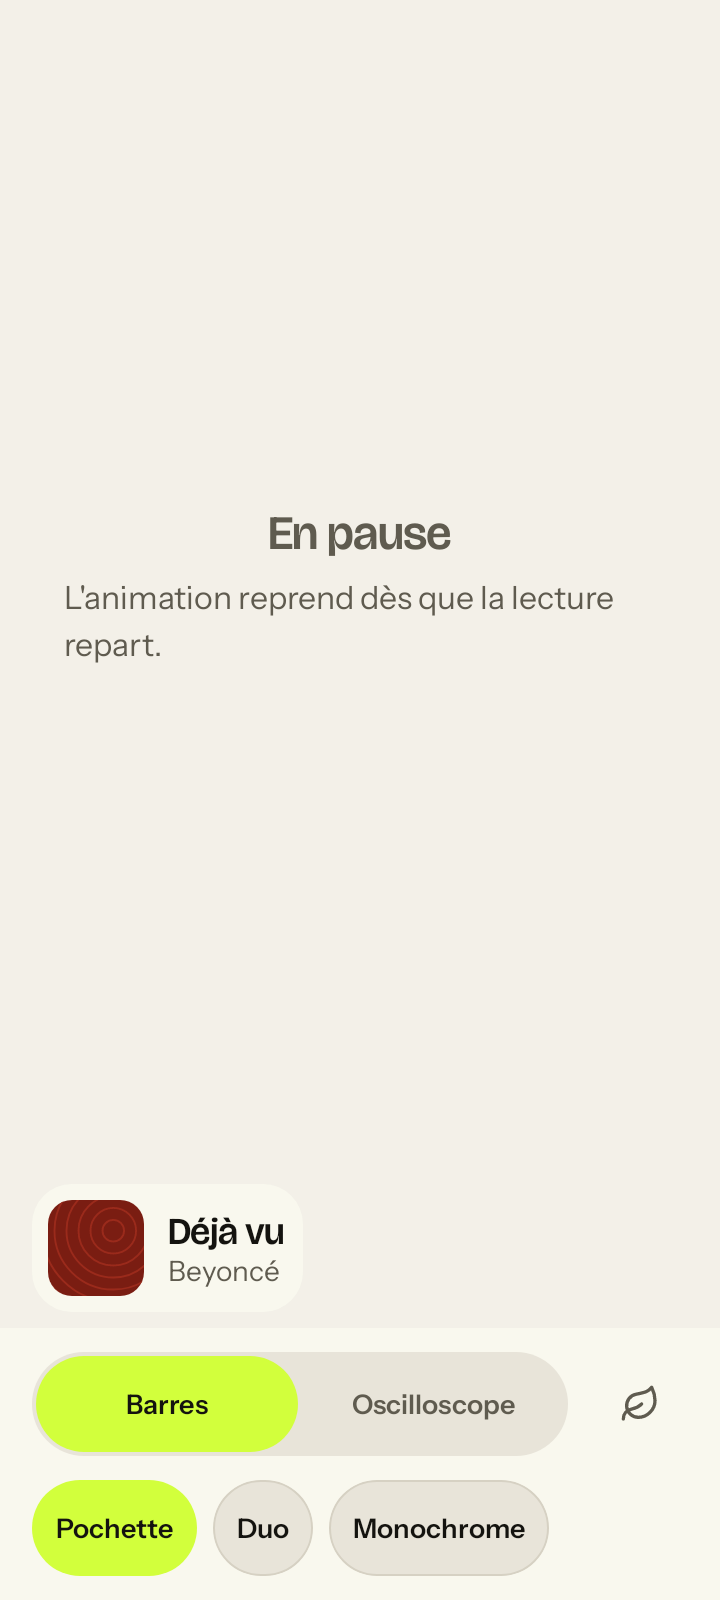 En pause
L'animation reprend dès que la lecture
repart.
Déjà vu
Beyoncé
Barres
Oscilloscope
Pochette
Duo
Monochrome